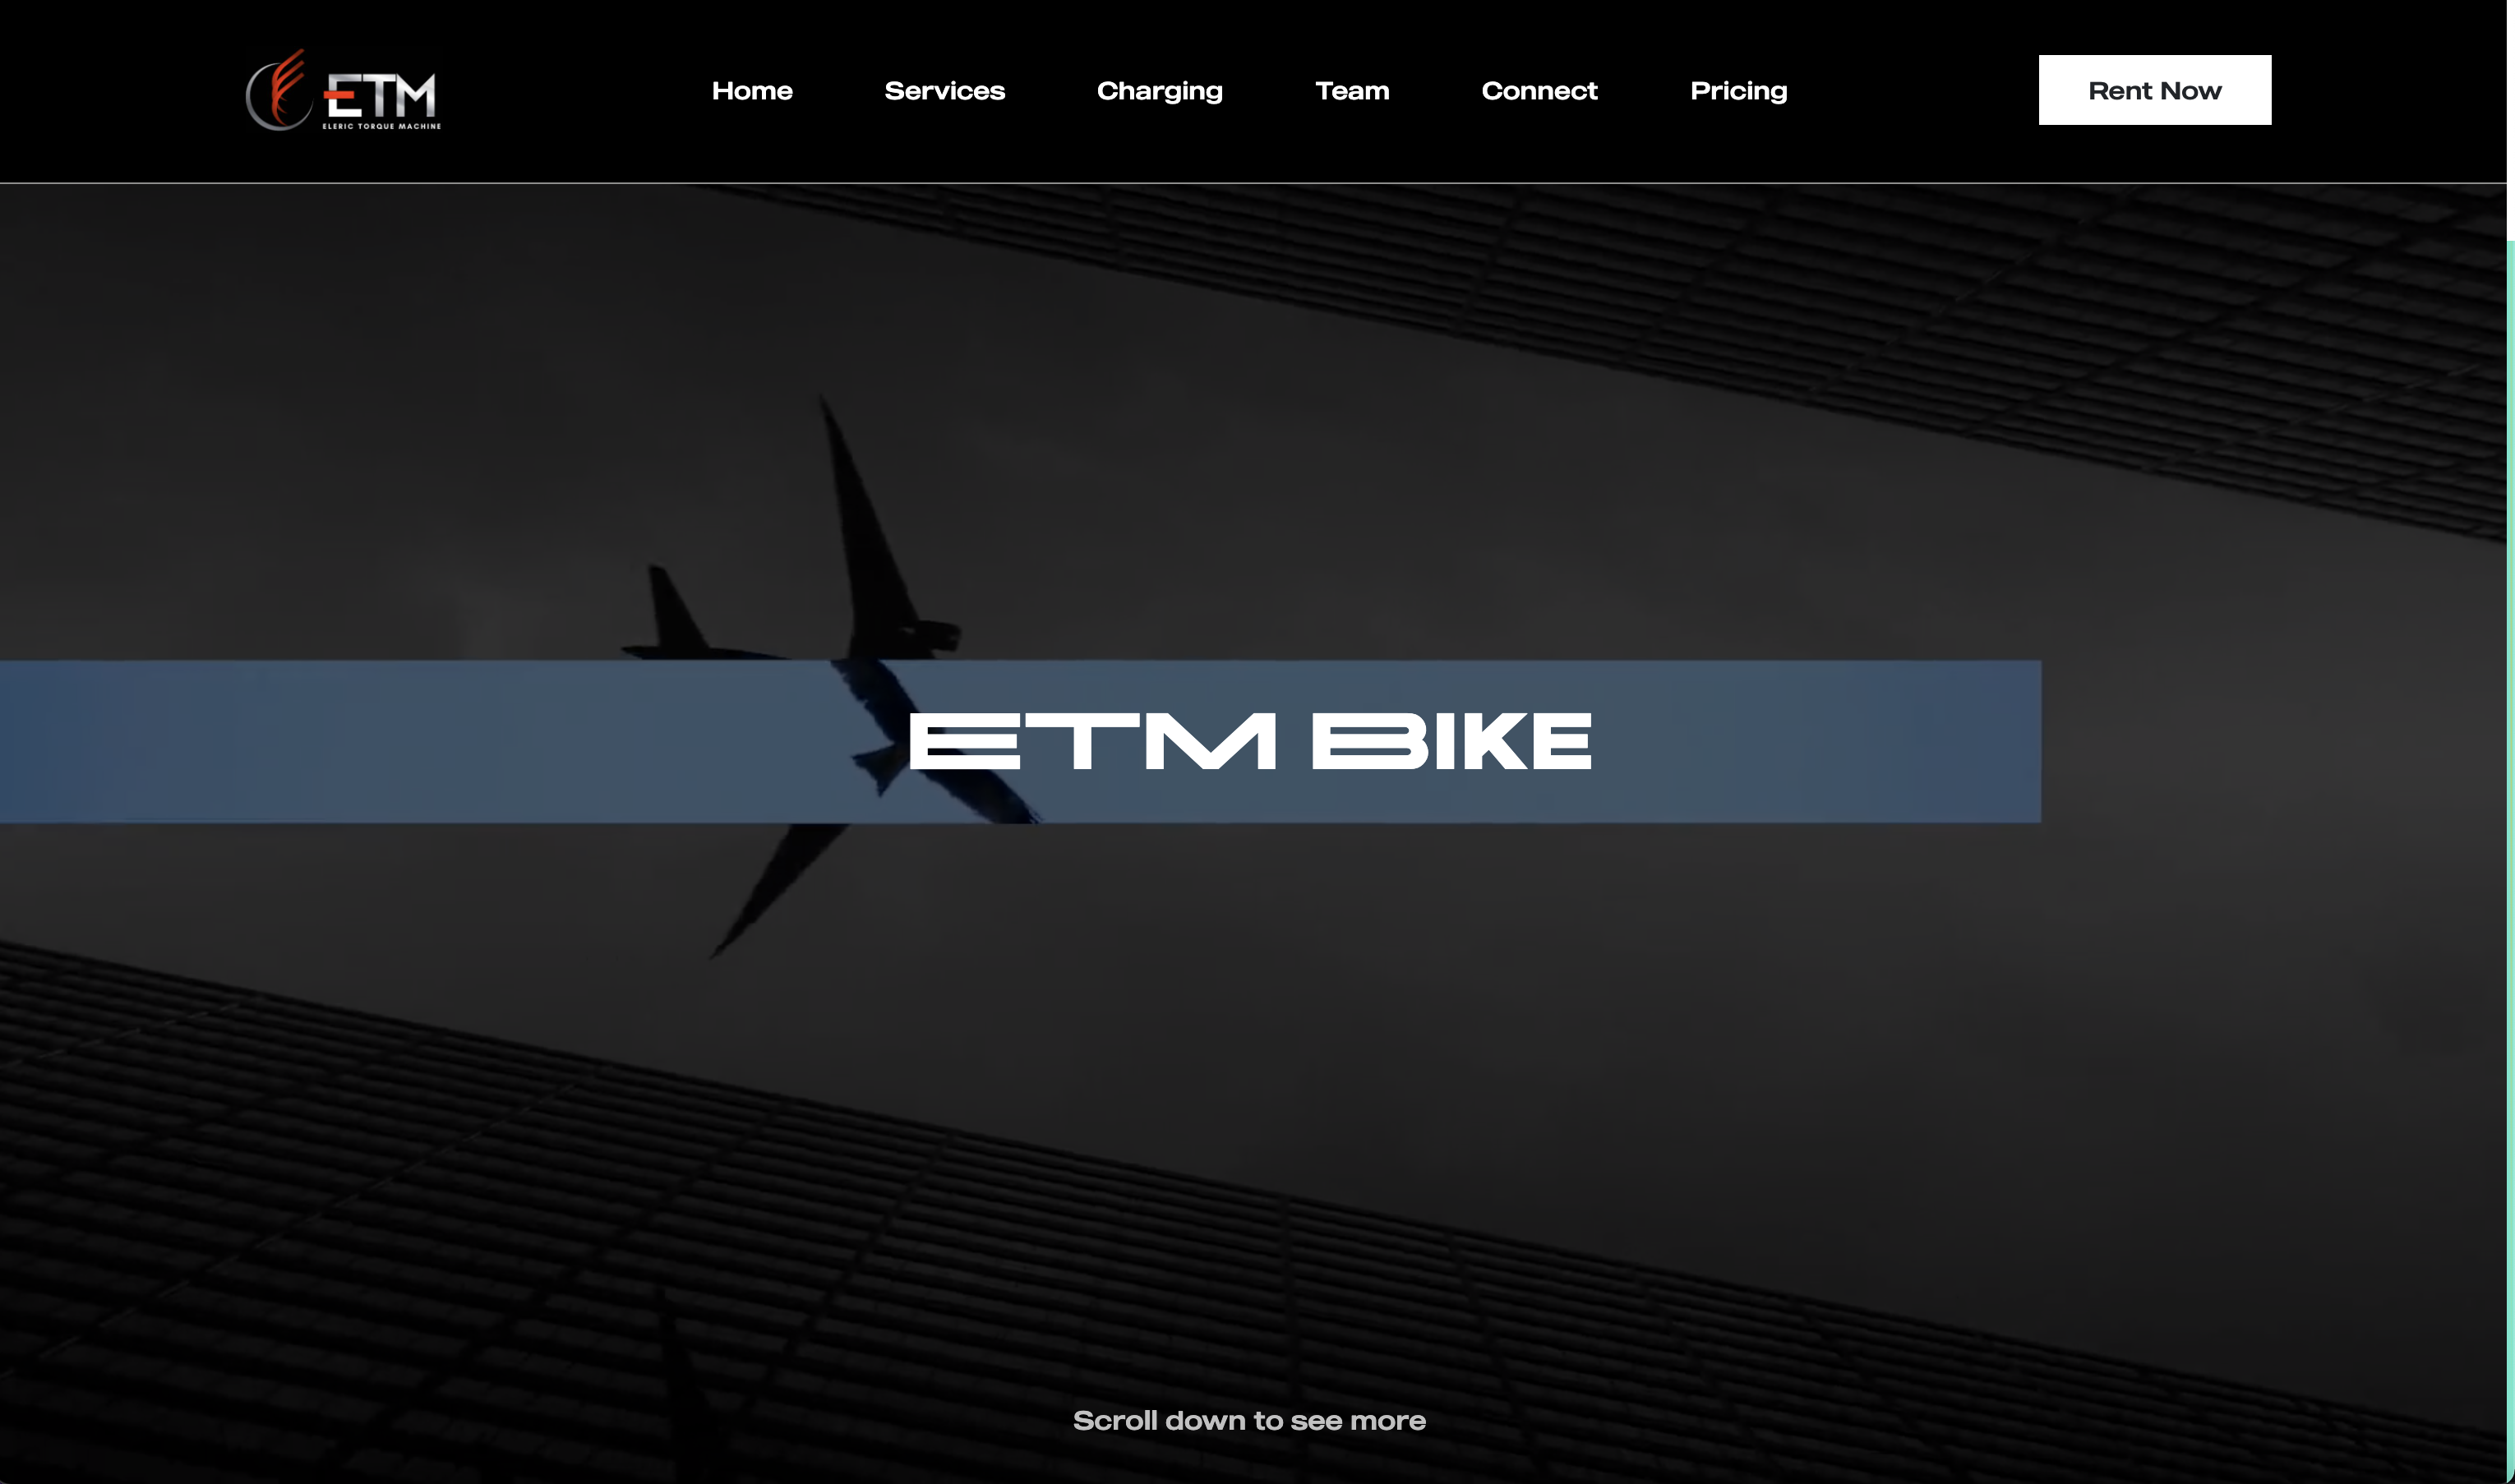 ETM
ELERIC TORQUE MACHINE
Home Services Charging Team Connect Pricing Rent Now
ETM BIKE
Scroll down to see more